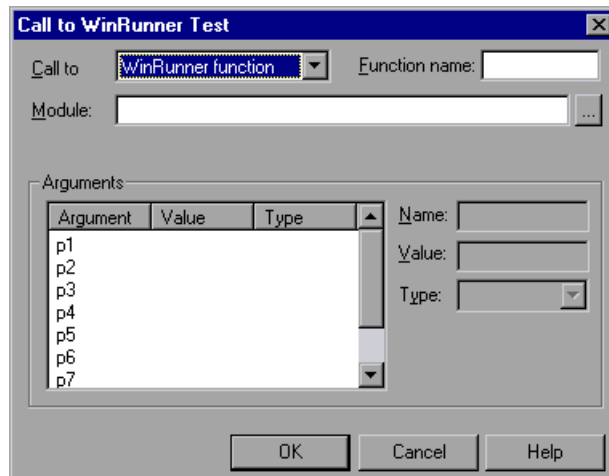 Call to WinRunner Test
Call to WinRunner function Function name:
Module: ...
Arguments
Argument Value Type Name:
p1
p2 Value:
p3
p4 Type:
p5
p6
p7
OK Cancel Help